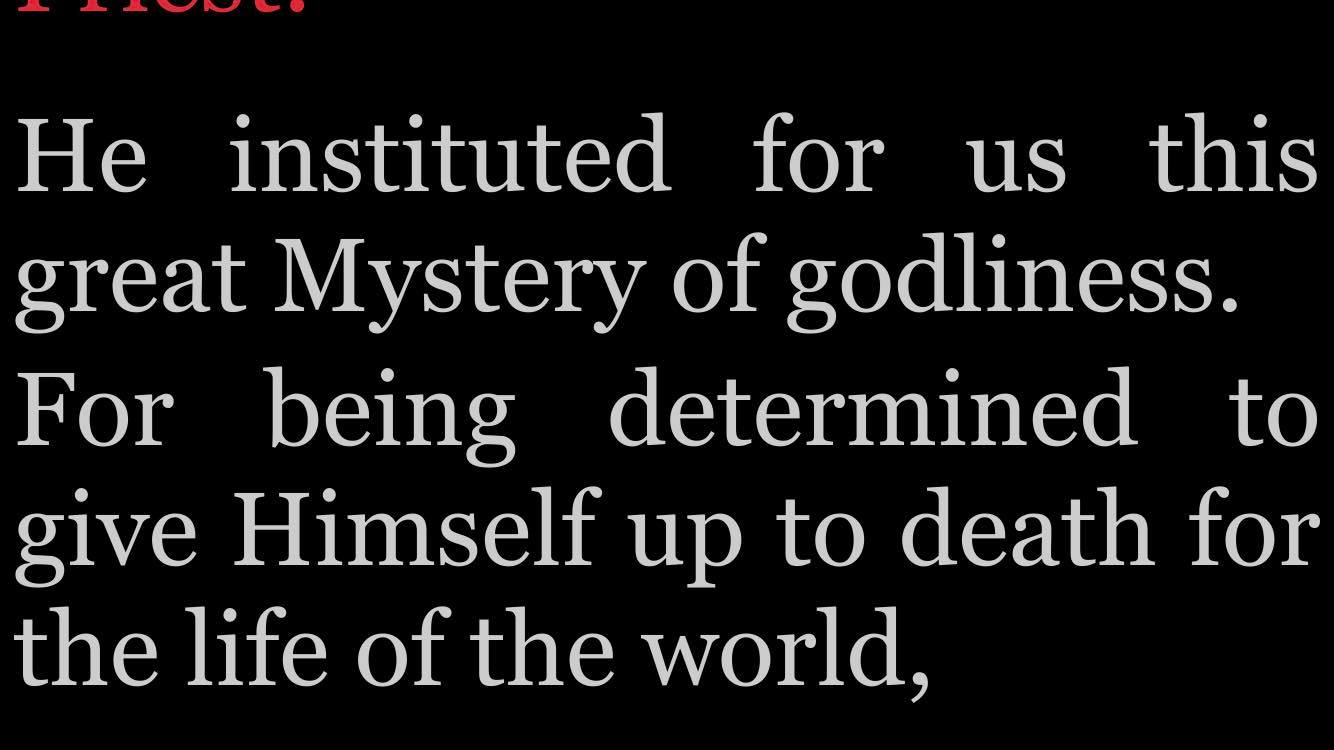 Priest:
He instituted for us this
great Mystery of godliness.
For being determined to
give Himself up to death for
the life of the world,